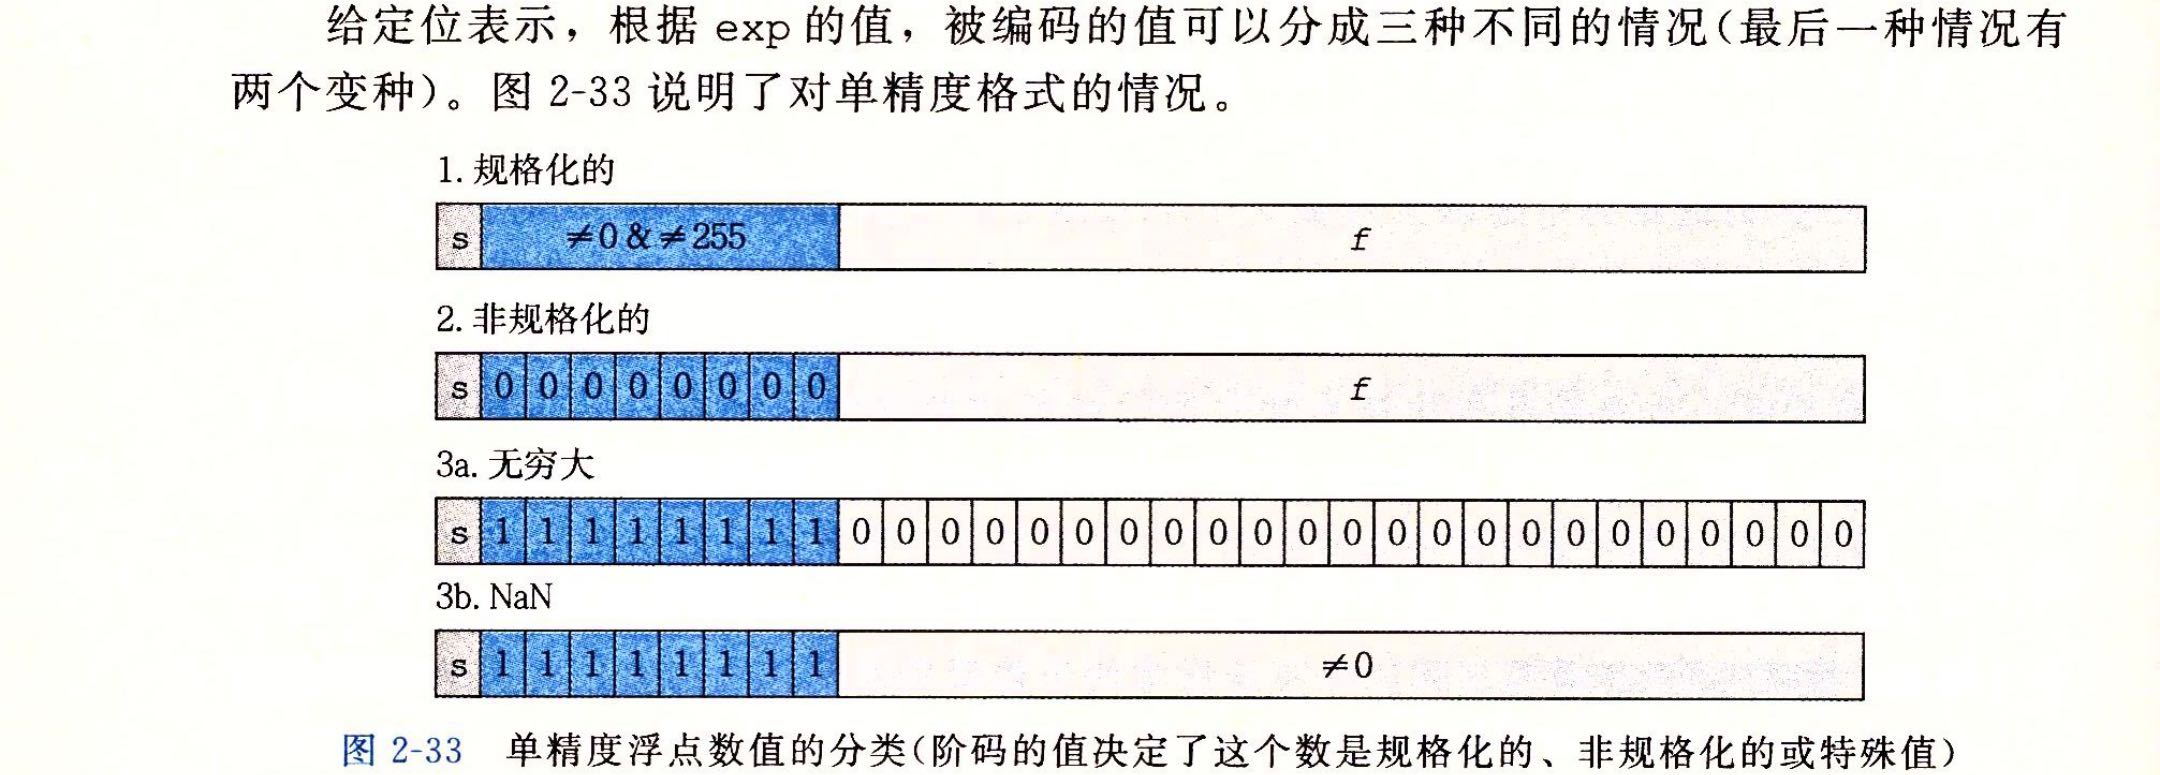 给定位表示，根据 exp 的值，被编码的值可以分成三种不同的情况（最后一种情况有
两个变种）。图 2-33 说明了对单精度格式的情况。
1. 规格化的
s ≠0 & ≠255 f
2. 非规格化的
s 0 0 0 0 0 0 0 0 f
3a. 无穷大
s 1 1 1 1 1 1 1 1 0 0 0 0 0 0 0 0 0 0 0 0 0 0 0 0 0 0 0 0 0 0 0
3b. NaN
s 1 1 1 1 1 1 1 1 ≠0
图 2-33 单精度浮点数值的分类（阶码的值决定了这个数是规格化的、非规格化的或特殊值）